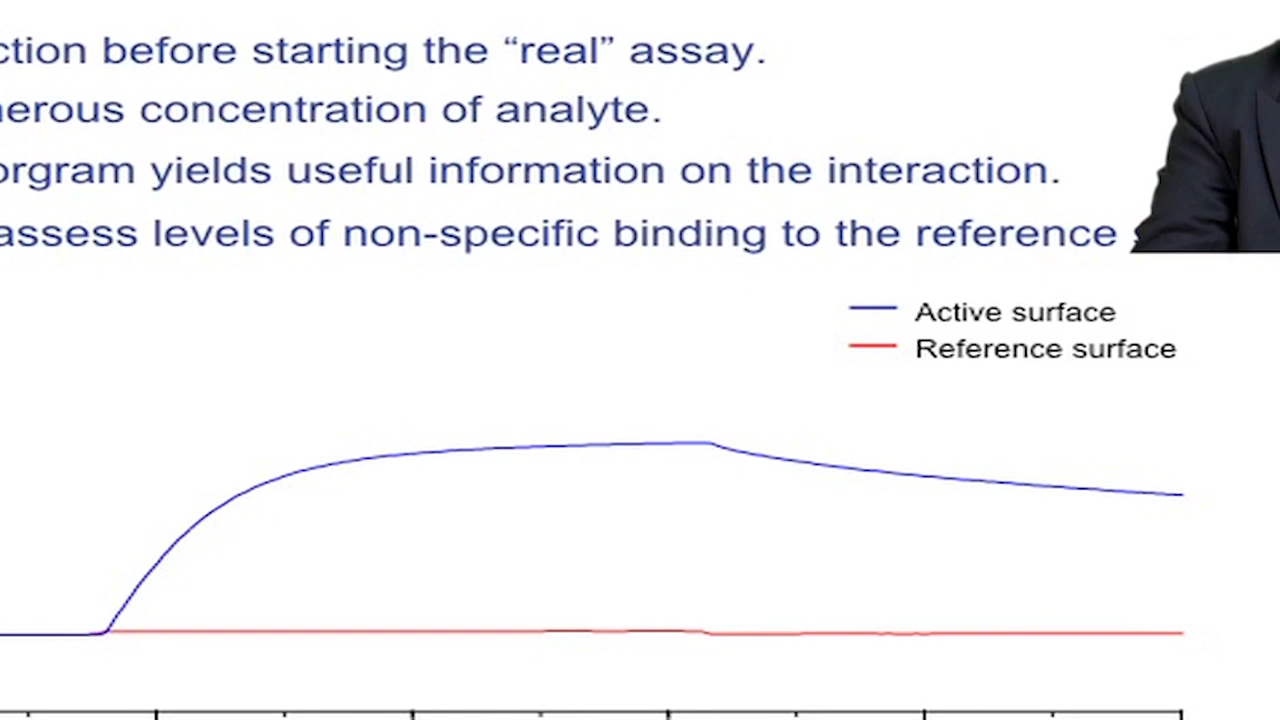 ction before starting the “real” assay.
nerous concentration of analyte.
orgram yields useful information on the interaction.
assess levels of non-specific binding to the reference
Active surface
Reference surface